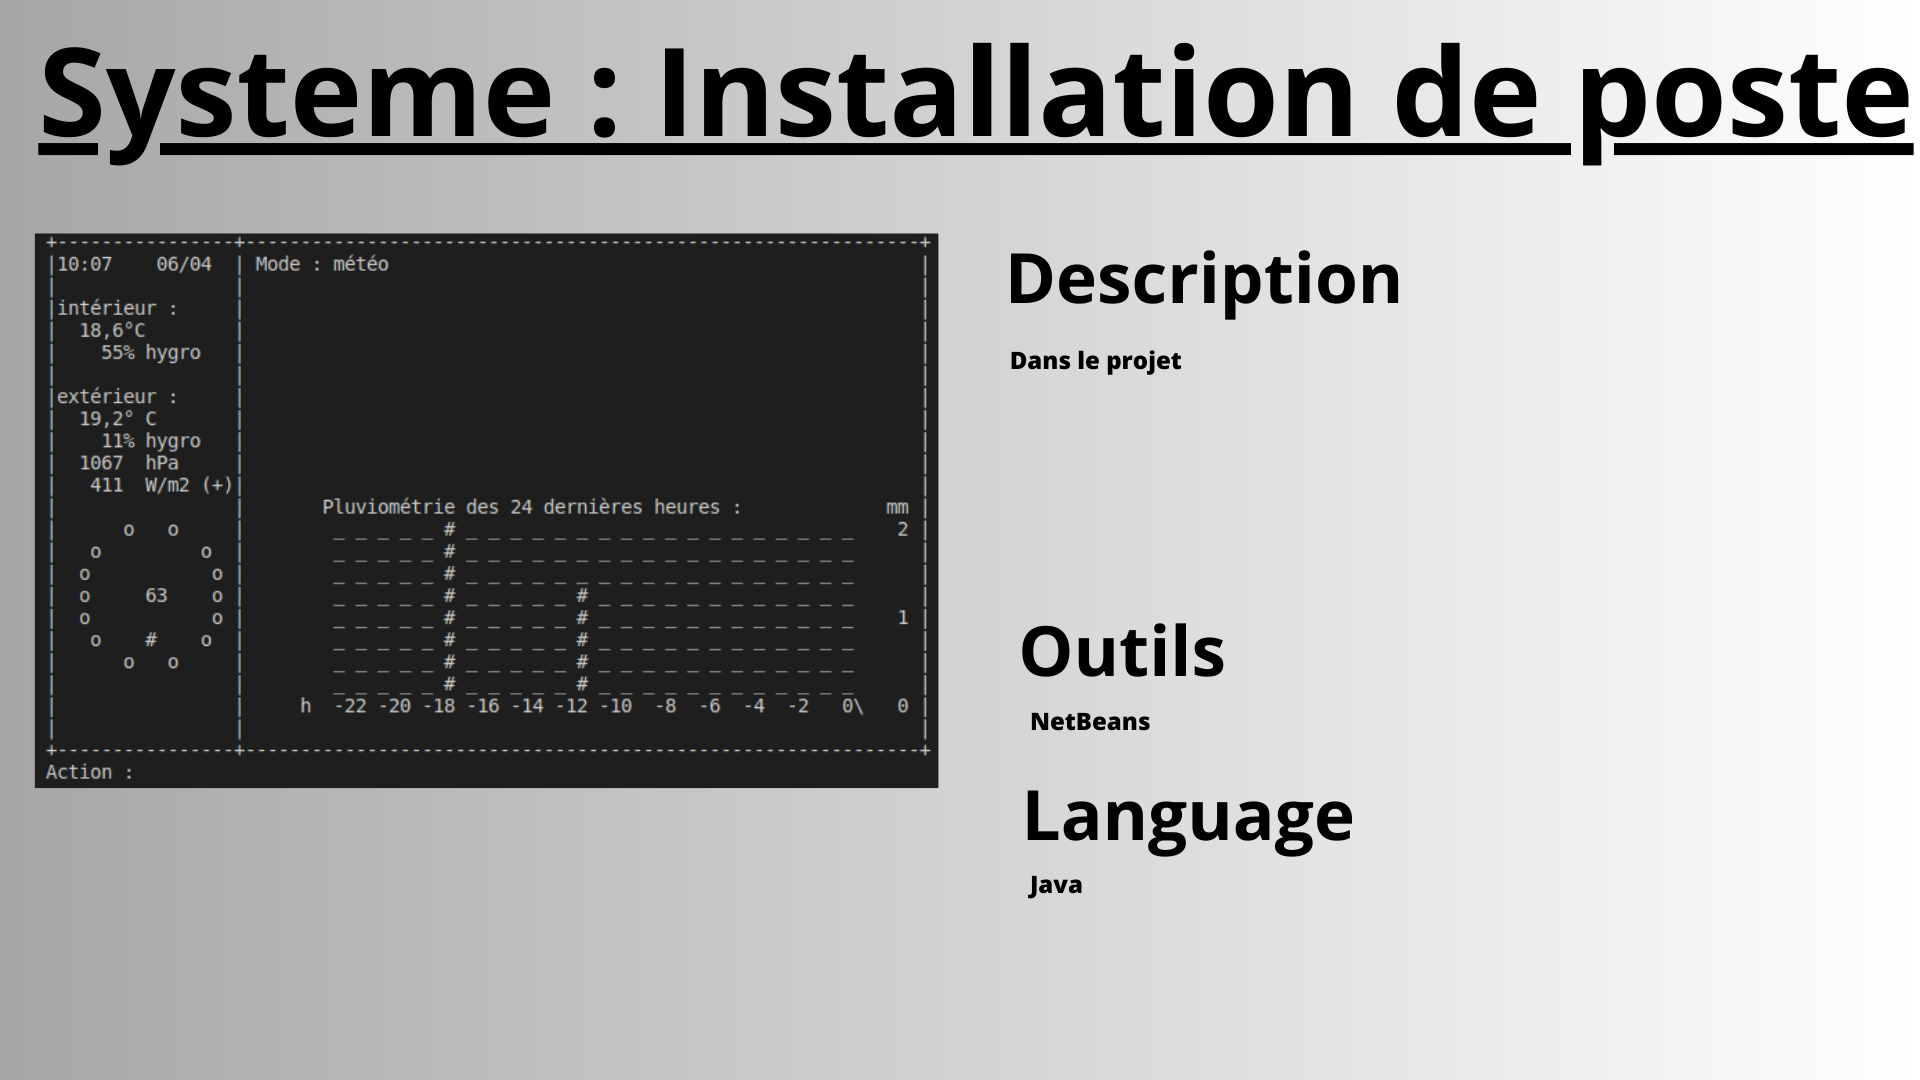 Systeme : Installation de poste
+----------------+-------------------------------------------------------------+
|10:07    06/04  | Mode : météo                                                |
|                |                                                             |
|intérieur :     |                                                             |
|  18,6°C        |                                                             |
|    55% hygro   |                                                             |
|                |                                                             |
|extérieur :     |                                                             |
|  19,2° C       |                                                             |
|    11% hygro   |                                                             |
|  1067  hPa     |                                                             |
|   411  W/m2 (+)|                                                             |
|                |       Pluviométrie des 24 dernières heures :             mm |
|      o   o     |        _ _ _ _ _ # _ _ _ _ _ _ _ _ _ _ _ _ _ _ _ _ _ _    2 |
|   o         o  |        _ _ _ _ _ # _ _ _ _ _ _ _ _ _ _ _ _ _ _ _ _ _ _      |
|  o           o |        _ _ _ _ _ # _ _ _ _ _ _ _ _ _ _ _ _ _ _ _ _ _ _      |
|  o     63    o |        _ _ _ _ _ # _ _ _ _ _ # _ _ _ _ _ _ _ _ _ _ _ _      |
|  o           o |        _ _ _ _ _ # _ _ _ _ _ # _ _ _ _ _ _ _ _ _ _ _ _    1 |
|   o    #    o  |        _ _ _ _ _ # _ _ _ _ _ # _ _ _ _ _ _ _ _ _ _ _ _      |
|      o   o     |        _ _ _ _ _ # _ _ _ _ _ # _ _ _ _ _ _ _ _ _ _ _ _      |
|                |        _ _ _ _ _ # _ _ _ _ _ # _ _ _ _ _ _ _ _ _ _ _ _      |
|                |     h  -22 -20 -18 -16 -14 -12 -10  -8  -6  -4  -2   0\   0 |
|                |                                                             |
+----------------+-------------------------------------------------------------+
Action :
Description
Dans le projet
Outils
NetBeans
Language
Java